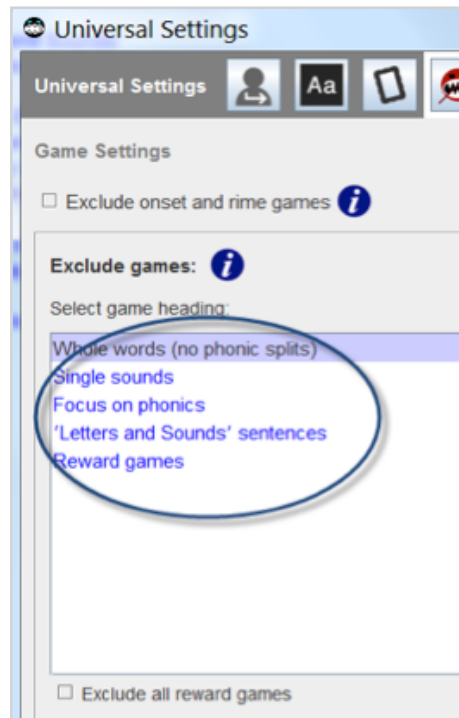 Universal Settings
Universal Settings Aa
Game Settings
Exclude onset and rime games i
Exclude games: i
Select game heading:
Whole words (no phonic splits)
Single sounds
Focus on phonics
'Letters and Sounds' sentences
Reward games
Exclude all reward games